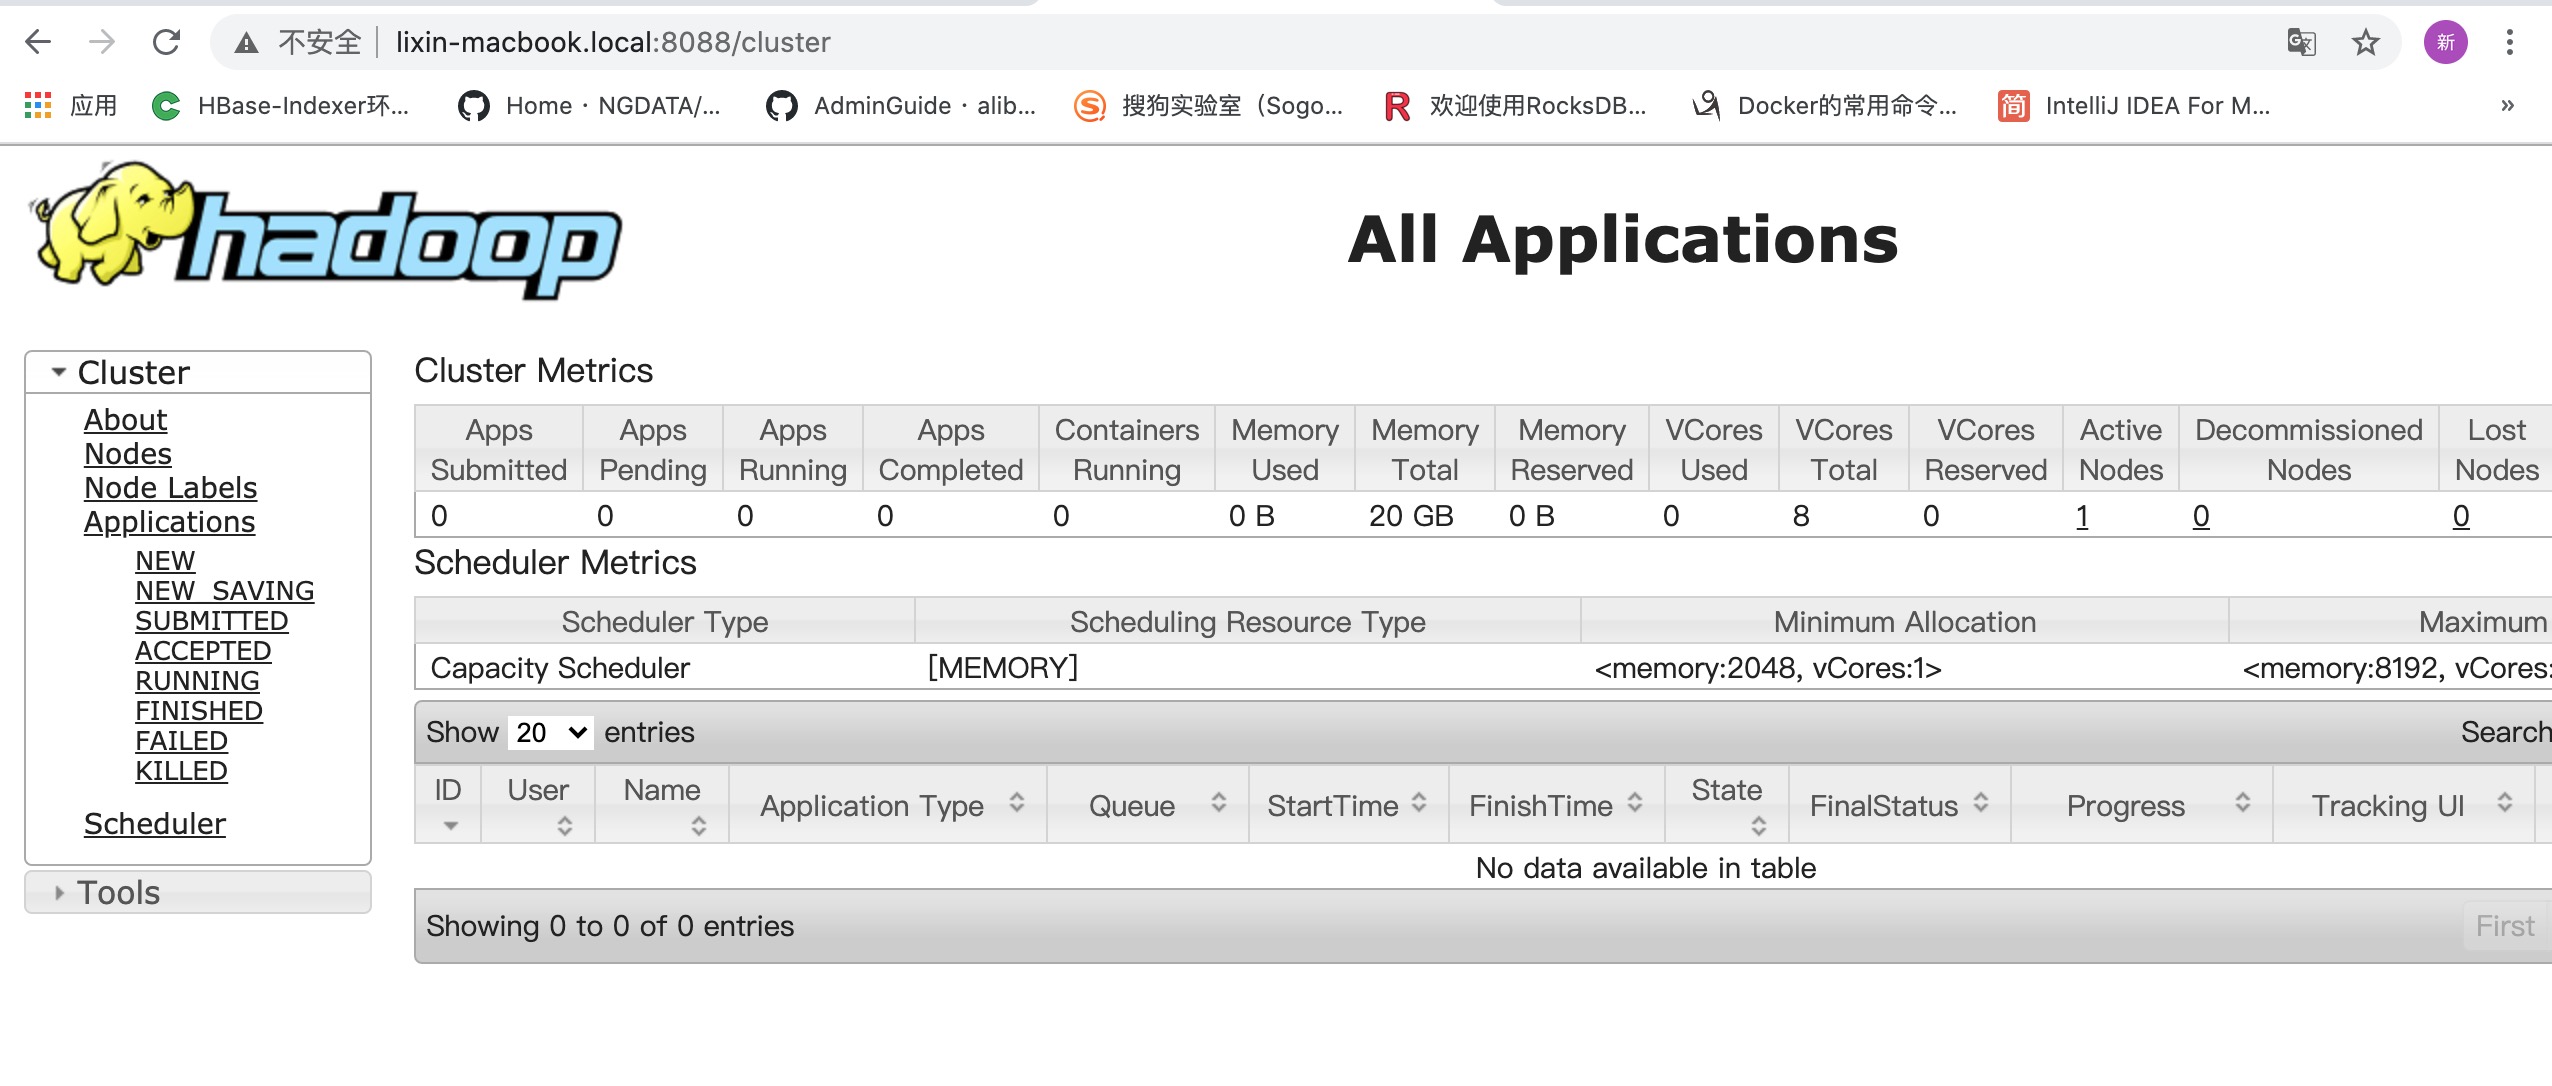 不安全 lixin-macbook.local:8088/cluster 新
应用 HBase-Indexer环... Home · NGDATA/... AdminGuide · alib... 搜狗实验室（Sogo... 欢迎使用RocksDB... Docker的常用命令... 简 IntelliJ IDEA For M... »
hadoop
All Applications
Cluster
About
Nodes
Node Labels
Applications
NEW
NEW_SAVING
SUBMITTED
ACCEPTED
RUNNING
FINISHED
FAILED
KILLED
Scheduler
Tools
Cluster Metrics
Apps Submitted Apps Pending Apps Running Apps Completed Containers Running Memory Used Memory Total Memory Reserved VCores Used VCores Total VCores Reserved Active Nodes Decommissioned Nodes Lost Nodes
0 0 0 0 0 0 B 20 GB 0 B 0 8 0 1 0 0
Scheduler Metrics
Scheduler Type Scheduling Resource Type Minimum Allocation Maximum
Capacity Scheduler [MEMORY] <memory:2048, vCores:1> <memory:8192, vCores:
Show 20 entries Search
ID User Name Application Type Queue StartTime FinishTime State FinalStatus Progress Tracking UI
No data available in table
Showing 0 to 0 of 0 entries First